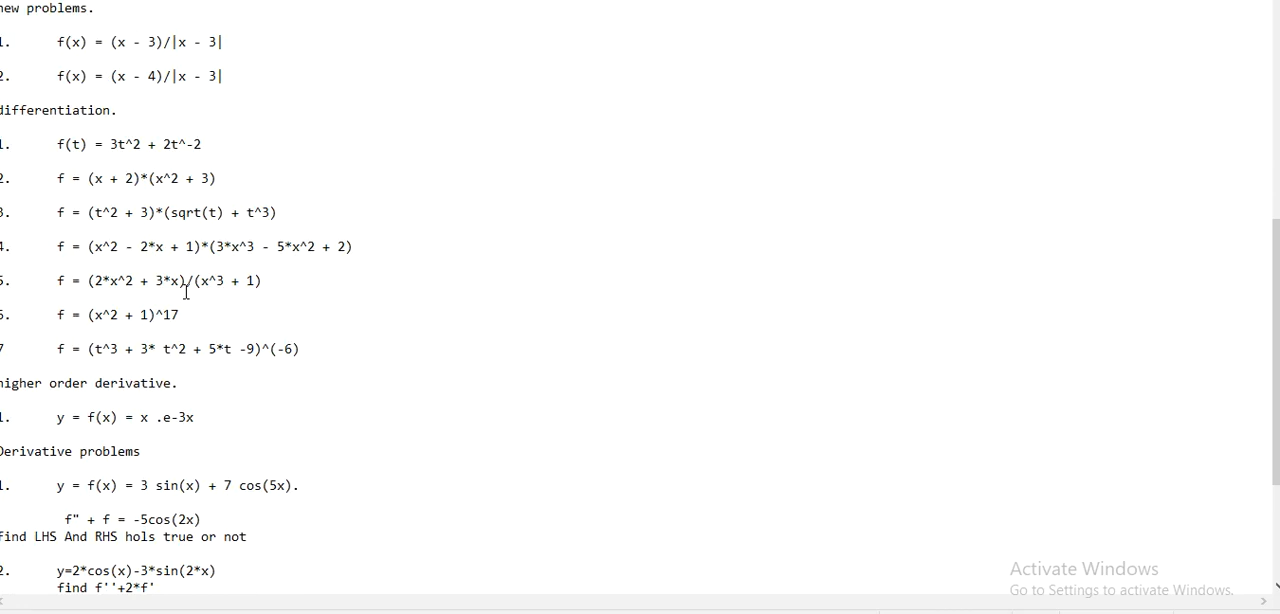 new problems.
1. f(x) = (x - 3)/|x - 3|
2. f(x) = (x - 4)/|x - 3|
differentiation.
1. f(t) = 3t^2 + 2t^-2
2. f = (x + 2)*(x^2 + 3)
3. f = (t^2 + 3)*(sqrt(t) + t^3)
4. f = (x^2 - 2*x + 1)*(3*x^3 - 5*x^2 + 2)
5. f = (2*x^2 + 3*x)/(x^3 + 1)
6. f = (x^2 + 1)^17
7 f = (t^3 + 3* t^2 + 5*t -9)^(-6)
higher order derivative.
1. y = f(x) = x .e-3x
Derivative problems
1. y = f(x) = 3 sin(x) + 7 cos(5x).
f" + f = -5cos(2x)
find LHS And RHS hols true or not
2. y=2*cos(x)-3*sin(2*x)
find f''+2*f'
Activate Windows
Go to Settings to activate Windows.